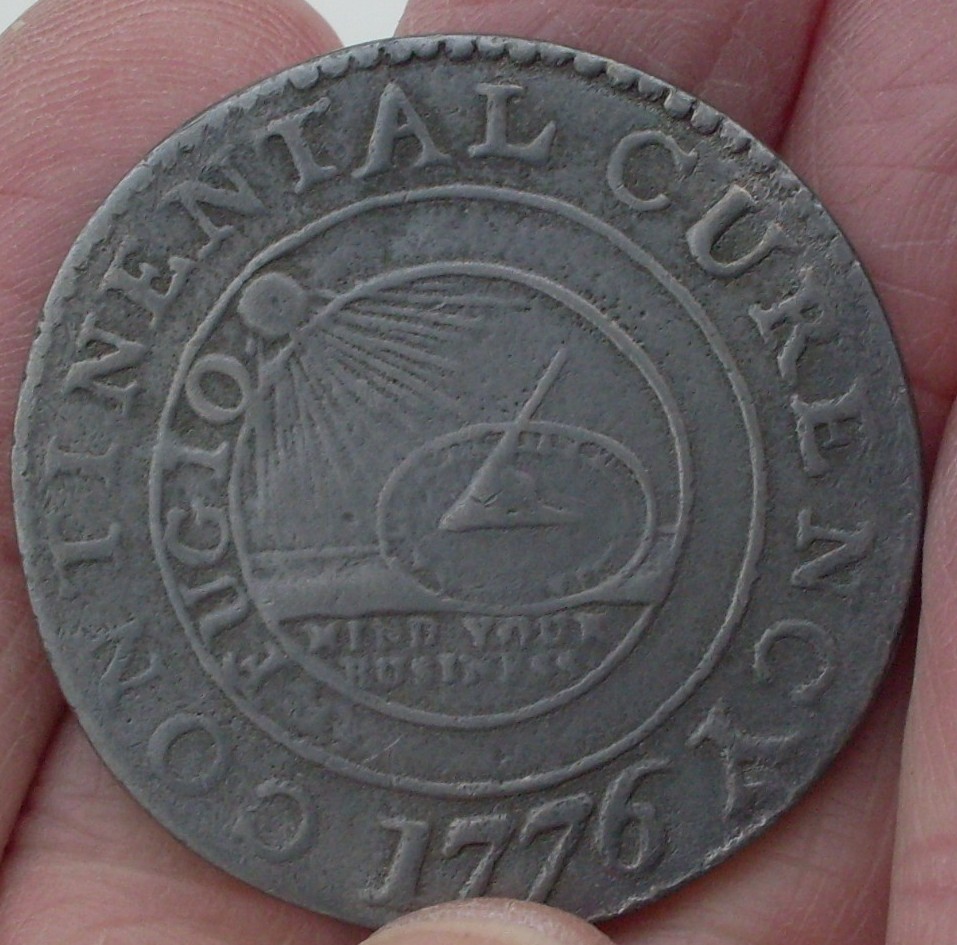 CONTINENTAL CURENCY
1776
FUGIO
MIND YOUR
BUSINESS